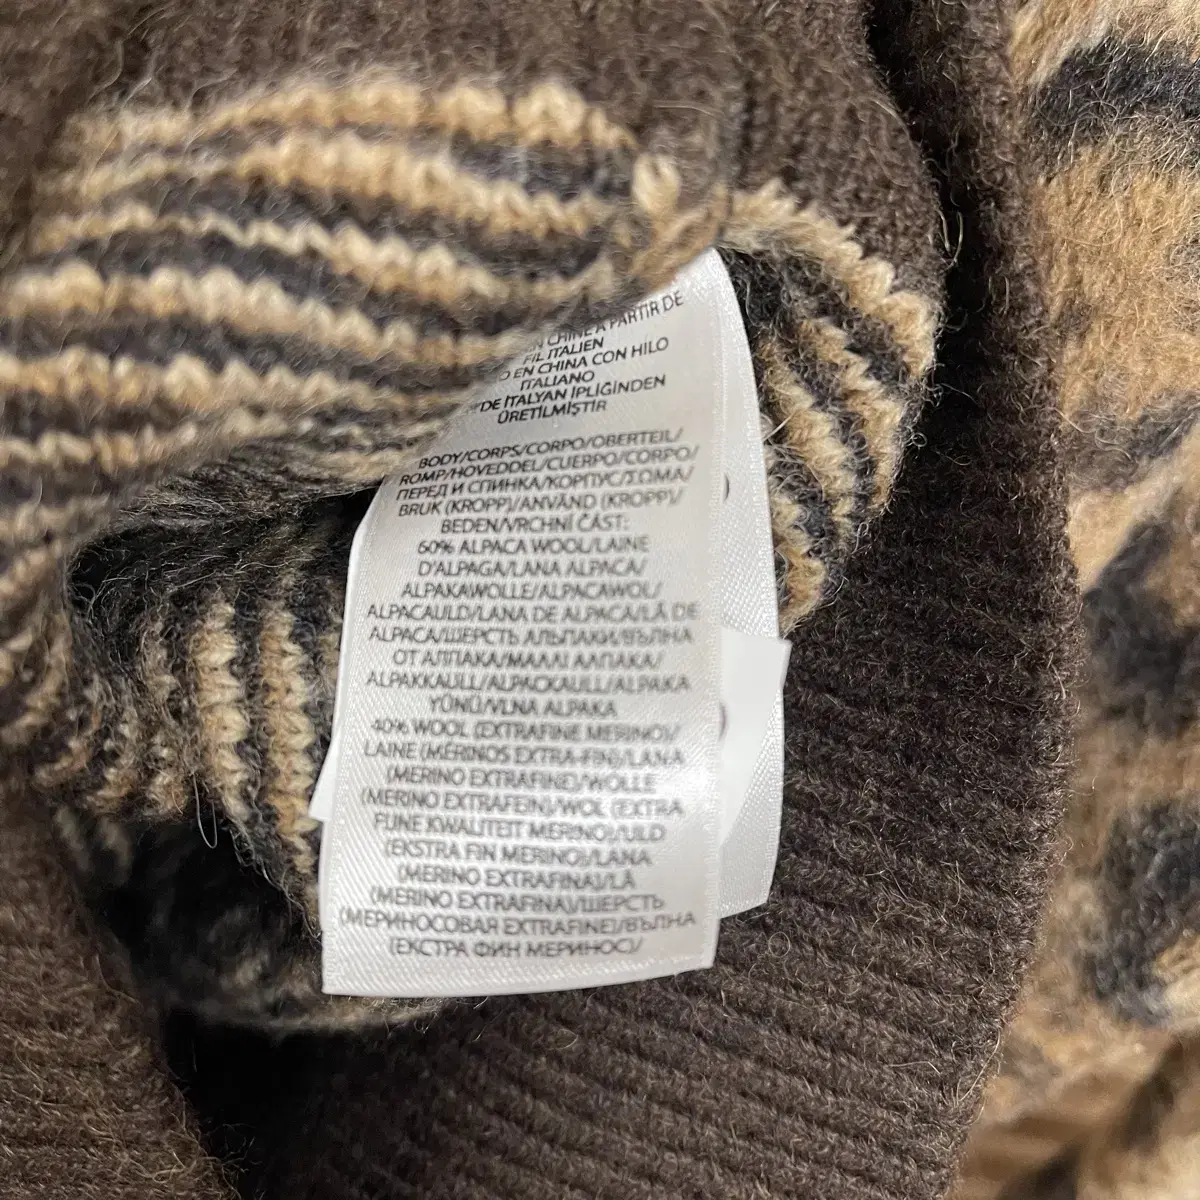 N CHINE À PARTIR DE
FIL ITALIEN
O EN CHINA CON HILO
ITALIANO
DE İTALYAN İPLİĞİNDEN
ÜRETİLMİŞTİR
BODY/CORPS/CORPO/OBERTEIL/
ROMP/HOVEDDEL/CUERPO/CORPO/
ПЕРЕД И СПИНКА/КОРПУС/ΣΩΜΑ/
BRUK (KROPP)/ANVÄND (KROPP)/
BEDEN/VRCHNÍ ČÁST:
60% ALPACA WOOL/LAINE
D'ALPAGA/LANA ALPACA/
ALPAKAWOLLE/ALPACAWOL/
ALPACAULD/LANA DE ALPACA/LÃ DE
ALPACA/ШЕРСТЬ АЛЬПАКИ/ВЪЛНА
ОТ АЛПАКА/ΜΑΛΛΙ ΑΛΠΑΚΑ/
ALPAKKAULL/ALPACKAULL/ALPAKA
YÜNÜ/VLNA ALPAKA
40% WOOL (EXTRAFINE MERINO)/
LAINE (MÉRINOS EXTRA-FIN)/LANA
(MERINO EXTRAFINE)/WOLLE
(MERINO EXTRAFEIN)/WOL (EXTRA
FIJNE KWALITEIT MERINO)/ULD
(EKSTRA FIN MERINO)/LANA
(MERINO EXTRAFINA)/LÃ
(MERINO EXTRAFINA)/ШЕРСТЬ
(МЕРИНОСОВАЯ EXTRAFINE)/ВЪЛНА
(ЕКСТРА ФИН МЕРИНОС)/